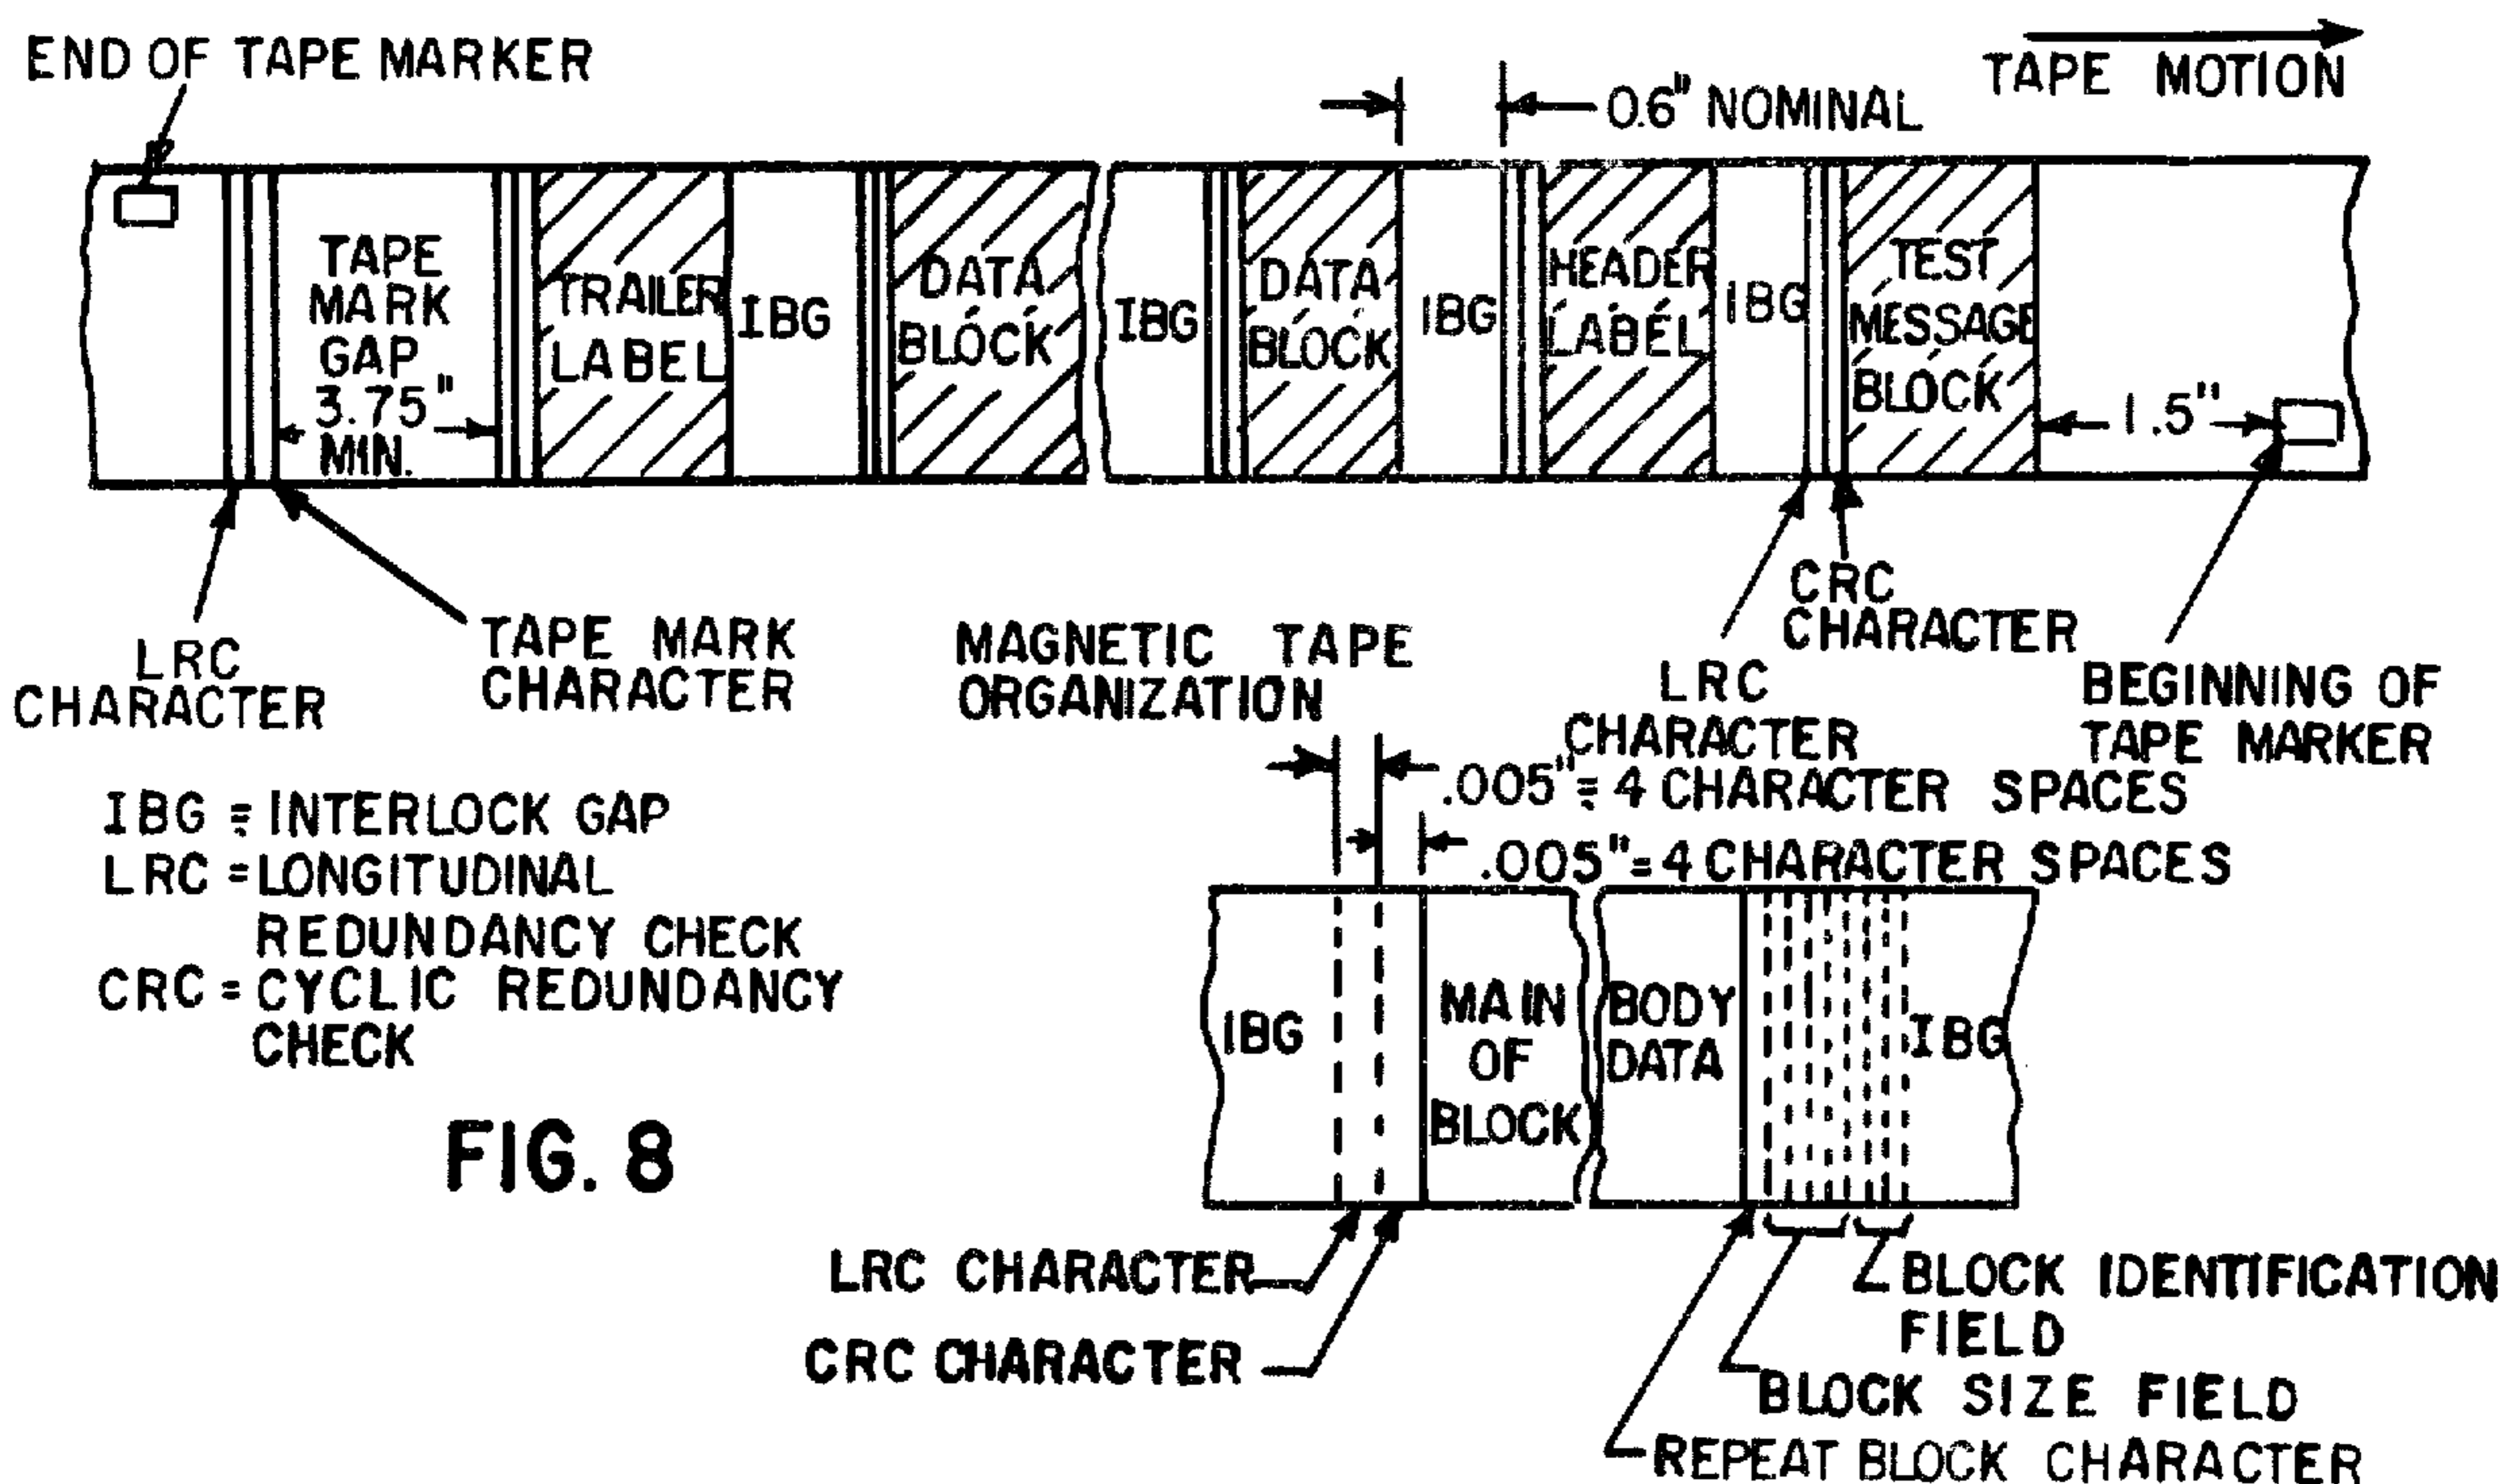 END OF TAPE MARKER
TAPE MOTION
0.6" NOMINAL
TAPE
MARK
GAP
3.75"
MIN.
TRAILER
LABEL
IBG
DATA
BLOCK
IBG
DATA
BLOCK
IBG
HEADER
LABEL
IBG
TEST
MESSAGE
BLOCK
1.5"
LRC
CHARACTER
TAPE MARK
CHARACTER
MAGNETIC TAPE
ORGANIZATION
LRC
CHARACTER
CRC
CHARACTER
BEGINNING OF
TAPE MARKER
.005" = 4 CHARACTER SPACES
.005" = 4 CHARACTER SPACES
IBG = INTERLOCK GAP
LRC = LONGITUDINAL
REDUNDANCY CHECK
CRC = CYCLIC REDUNDANCY
CHECK
FIG. 8
IBG
MAIN
OF
BLOCK
BODY
DATA
IBG
LRC CHARACTER
CRC CHARACTER
BLOCK IDENTIFICATION
FIELD
BLOCK SIZE FIELD
REPEAT BLOCK CHARACTER